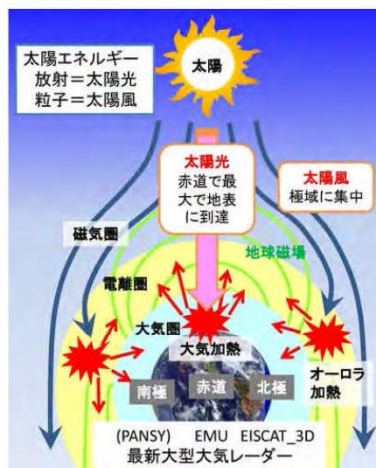 太陽エネルギー
放射＝太陽光
粒子＝太陽風
太陽
太陽光
赤道で最
大で地表
に到達
太陽風
極域に集中
磁気圏
地球磁場
電離圏
大気圏
大気加熱
オーロラ
加熱
南極
赤道
北極
(PANSY) EMU EISCAT_3D
最新大型大気レーダー